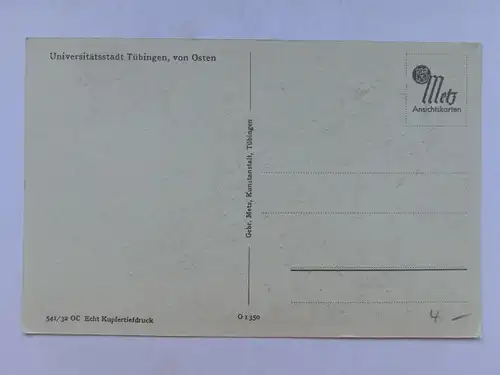 Universitätsstadt Tübingen, von Osten
Metz
Ansichtskarten
Gebr. Metz, Kunstanstalt, Tübingen
541/32 OC Echt Kupfertiefdruck
G 1350
4 –